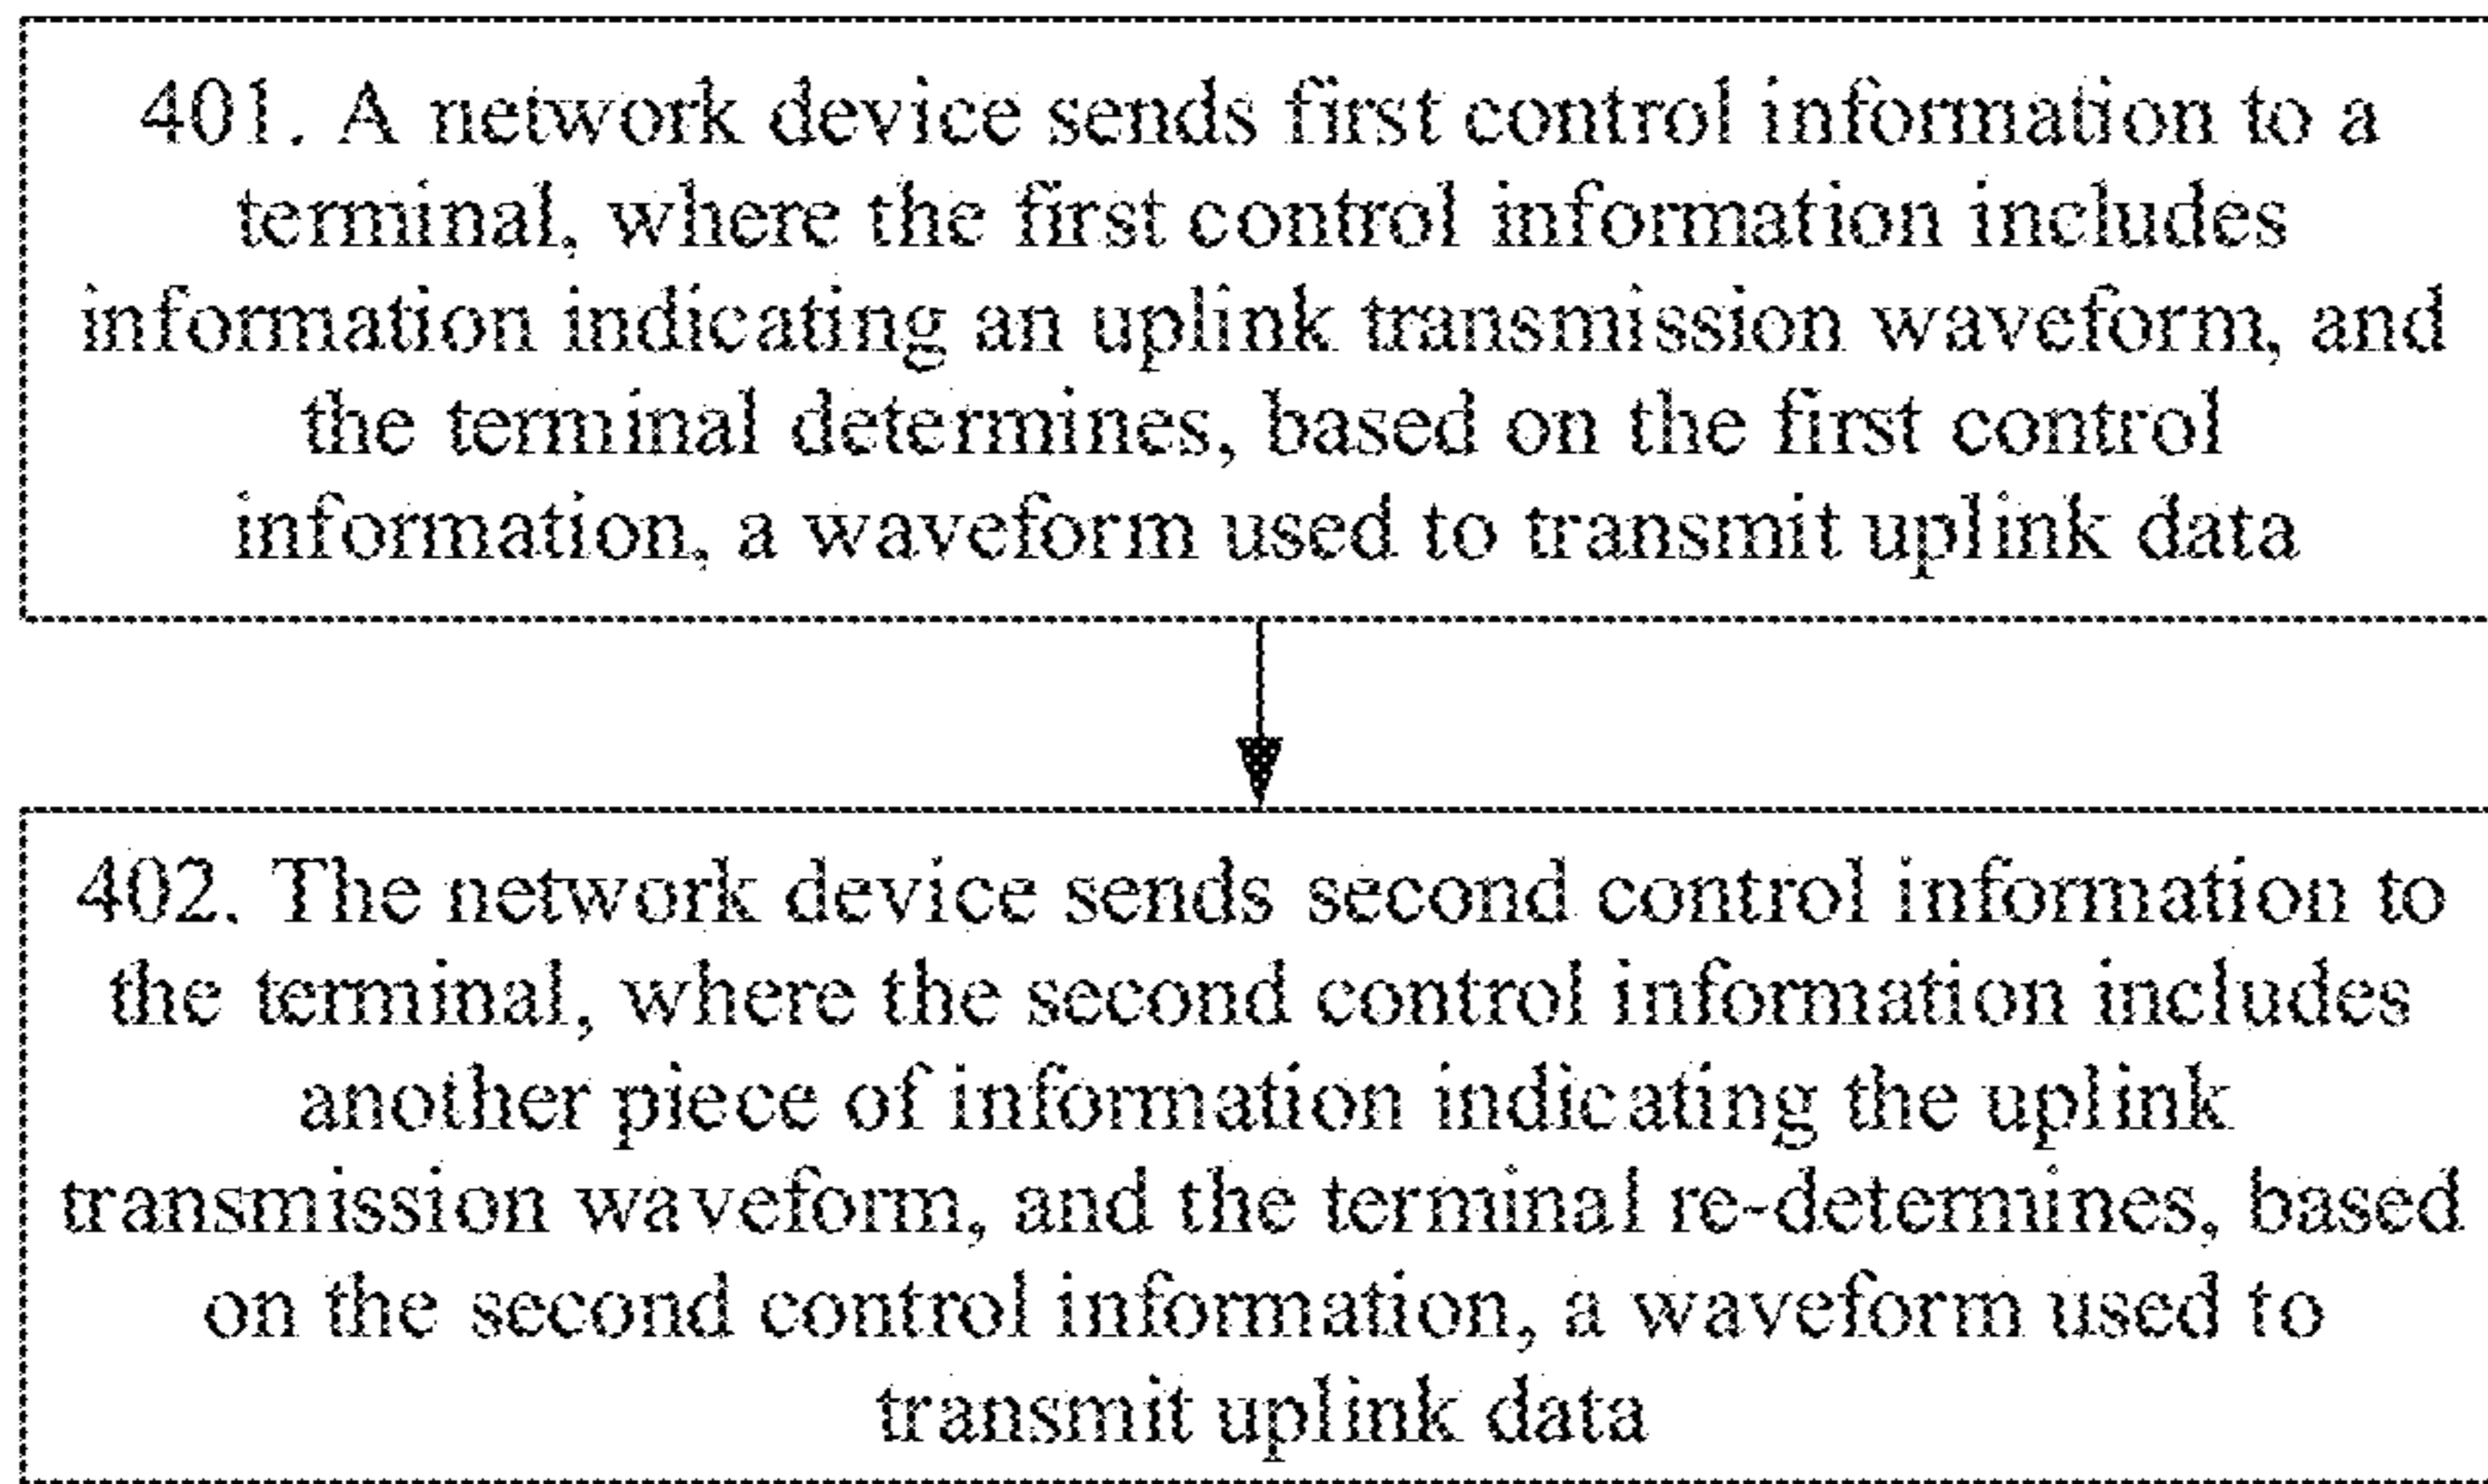 401. A network device sends first control information to a
terminal, where the first control information includes
information indicating an uplink transmission waveform, and
the terminal determines, based on the first control
information, a waveform used to transmit uplink data
402. The network device sends second control information to
the terminal, where the second control information includes
another piece of information indicating the uplink
transmission waveform, and the terminal re-determines, based
on the second control information, a waveform used to
transmit uplink data